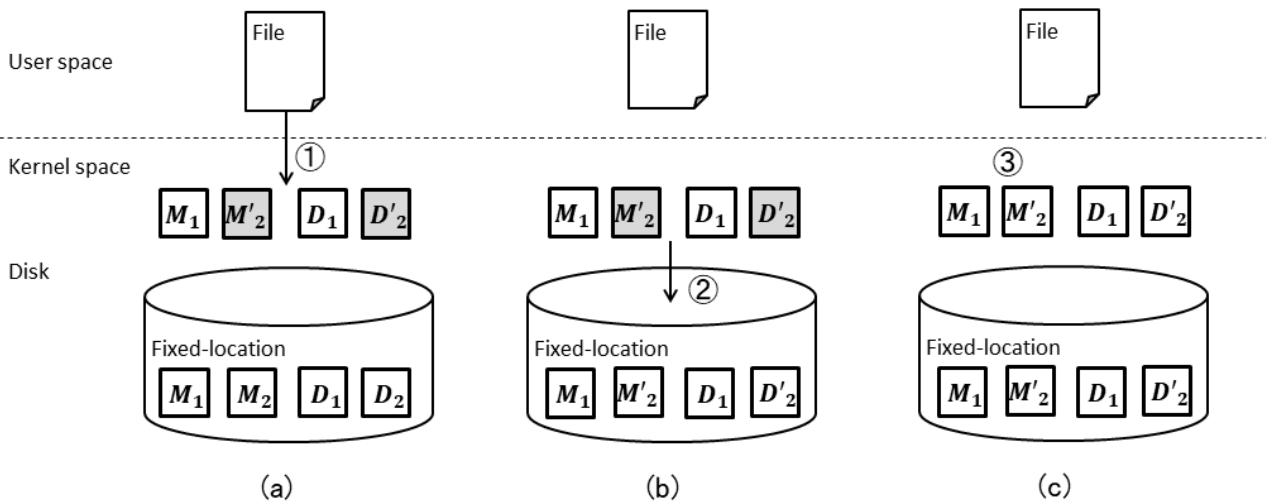 File File File
User space
① ③
Kernel space
M₁ M′₂ D₁ D′₂ M₁ M′₂ D₁ D′₂ M₁ M′₂ D₁ D′₂
Disk
②
Fixed-location Fixed-location Fixed-location
M₁ M₂ D₁ D₂ M₁ M′₂ D₁ D′₂ M₁ M′₂ D₁ D′₂
(a) (b) (c)